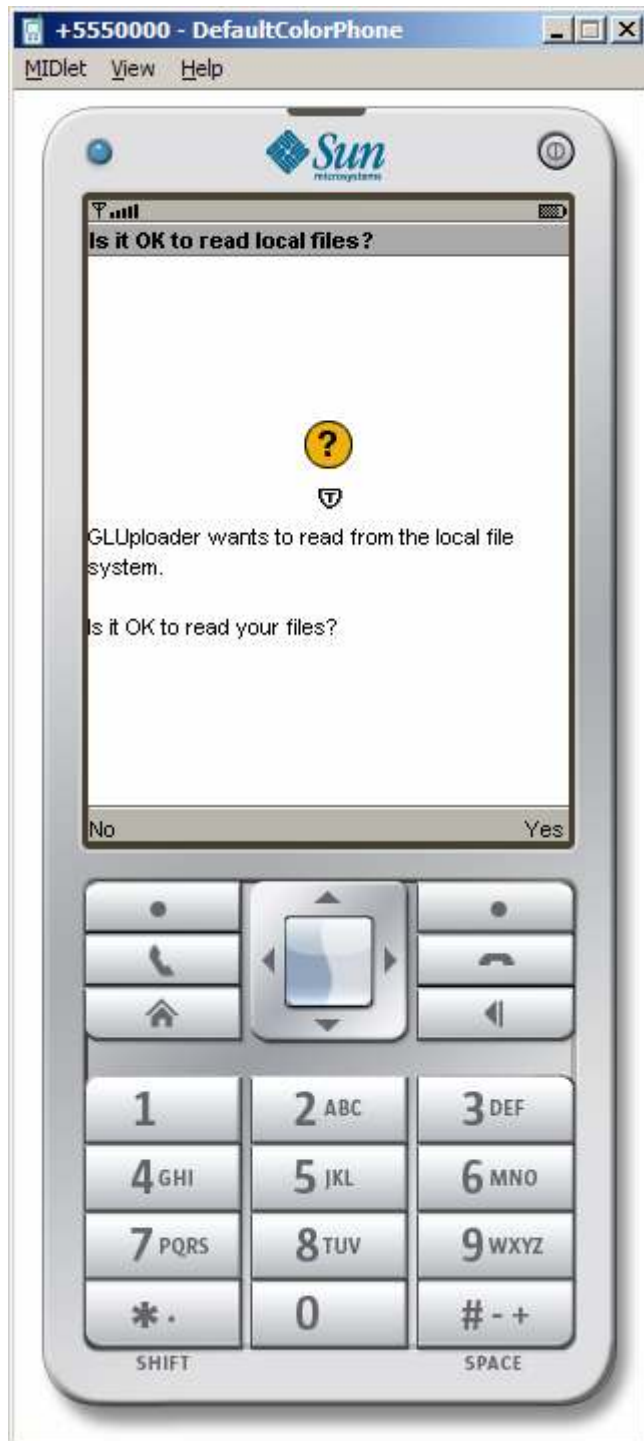 +5550000 - DefaultColorPhone
MIDlet View Help
Sun
microsystems
Is it OK to read local files?
?
T
GLUploader wants to read from the local file
system.
Is it OK to read your files?
No Yes
1 2 ABC 3 DEF
4 GHI 5 JKL 6 MNO
7 PQRS 8 TUV 9 WXYZ
* . 0 # - +
SHIFT SPACE